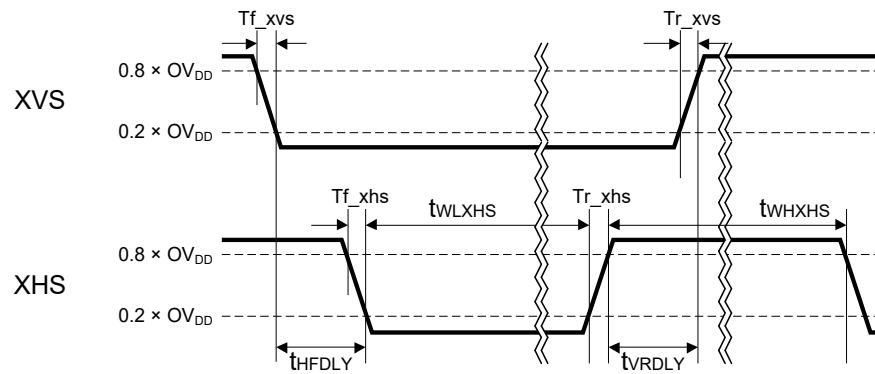 Tf_xvs Tr_xvs
0.8 × OVDD
XVS
0.2 × OVDD
Tf_xhs tWLXHS Tr_xhs tWHXHS
0.8 × OVDD
XHS
0.2 × OVDD
tHFDLY tVRDLY